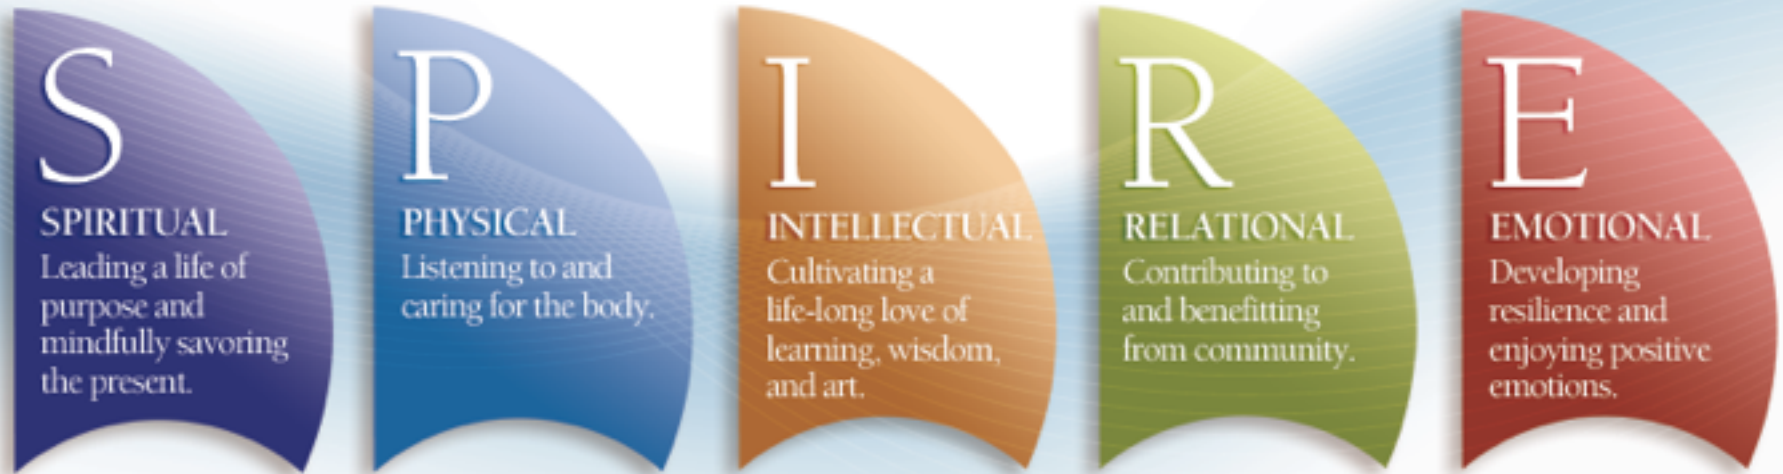 S
SPIRITUAL
Leading a life of
purpose and
mindfully savoring
the present.
P
PHYSICAL
Listening to and
caring for the body.
I
INTELLECTUAL
Cultivating a
life-long love of
learning, wisdom,
and art.
R
RELATIONAL
Contributing to
and benefitting
from community.
E
EMOTIONAL
Developing
resilience and
enjoying positive
emotions.